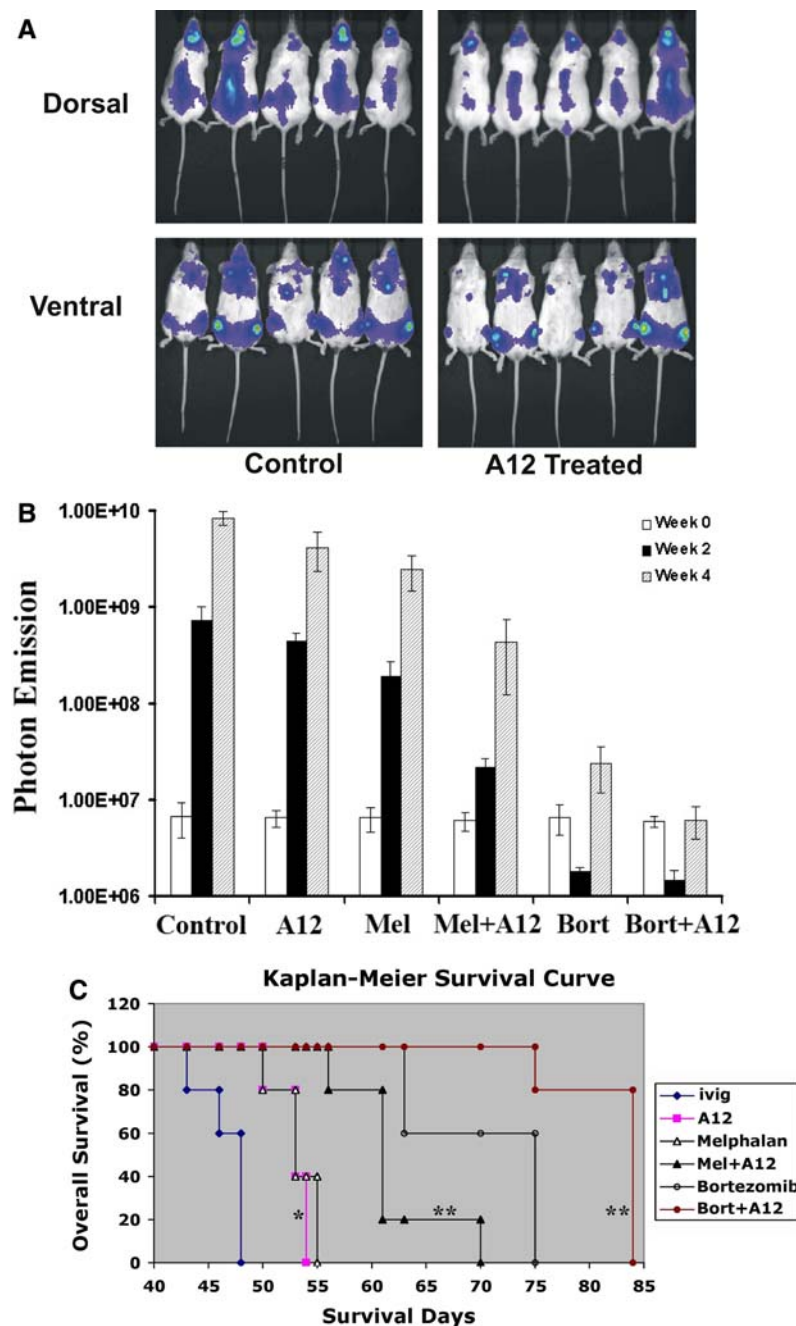 A
Dorsal
Ventral
Control
A12 Treated
B
1.00E+10
1.00E+09
1.00E+08
1.00E+07
1.00E+06
Photon Emission
Week 0
Week 2
Week 4
Control
A12
Mel
Mel+A12
Bort
Bort+A12
C
Kaplan-Meier Survival Curve
120
100
80
60
40
20
0
Overall Survival (%)
*
**
**
40
45
50
55
60
65
70
75
80
85
Survival Days
ivig
A12
Melphalan
Mel+A12
Bortezomib
Bort+A12